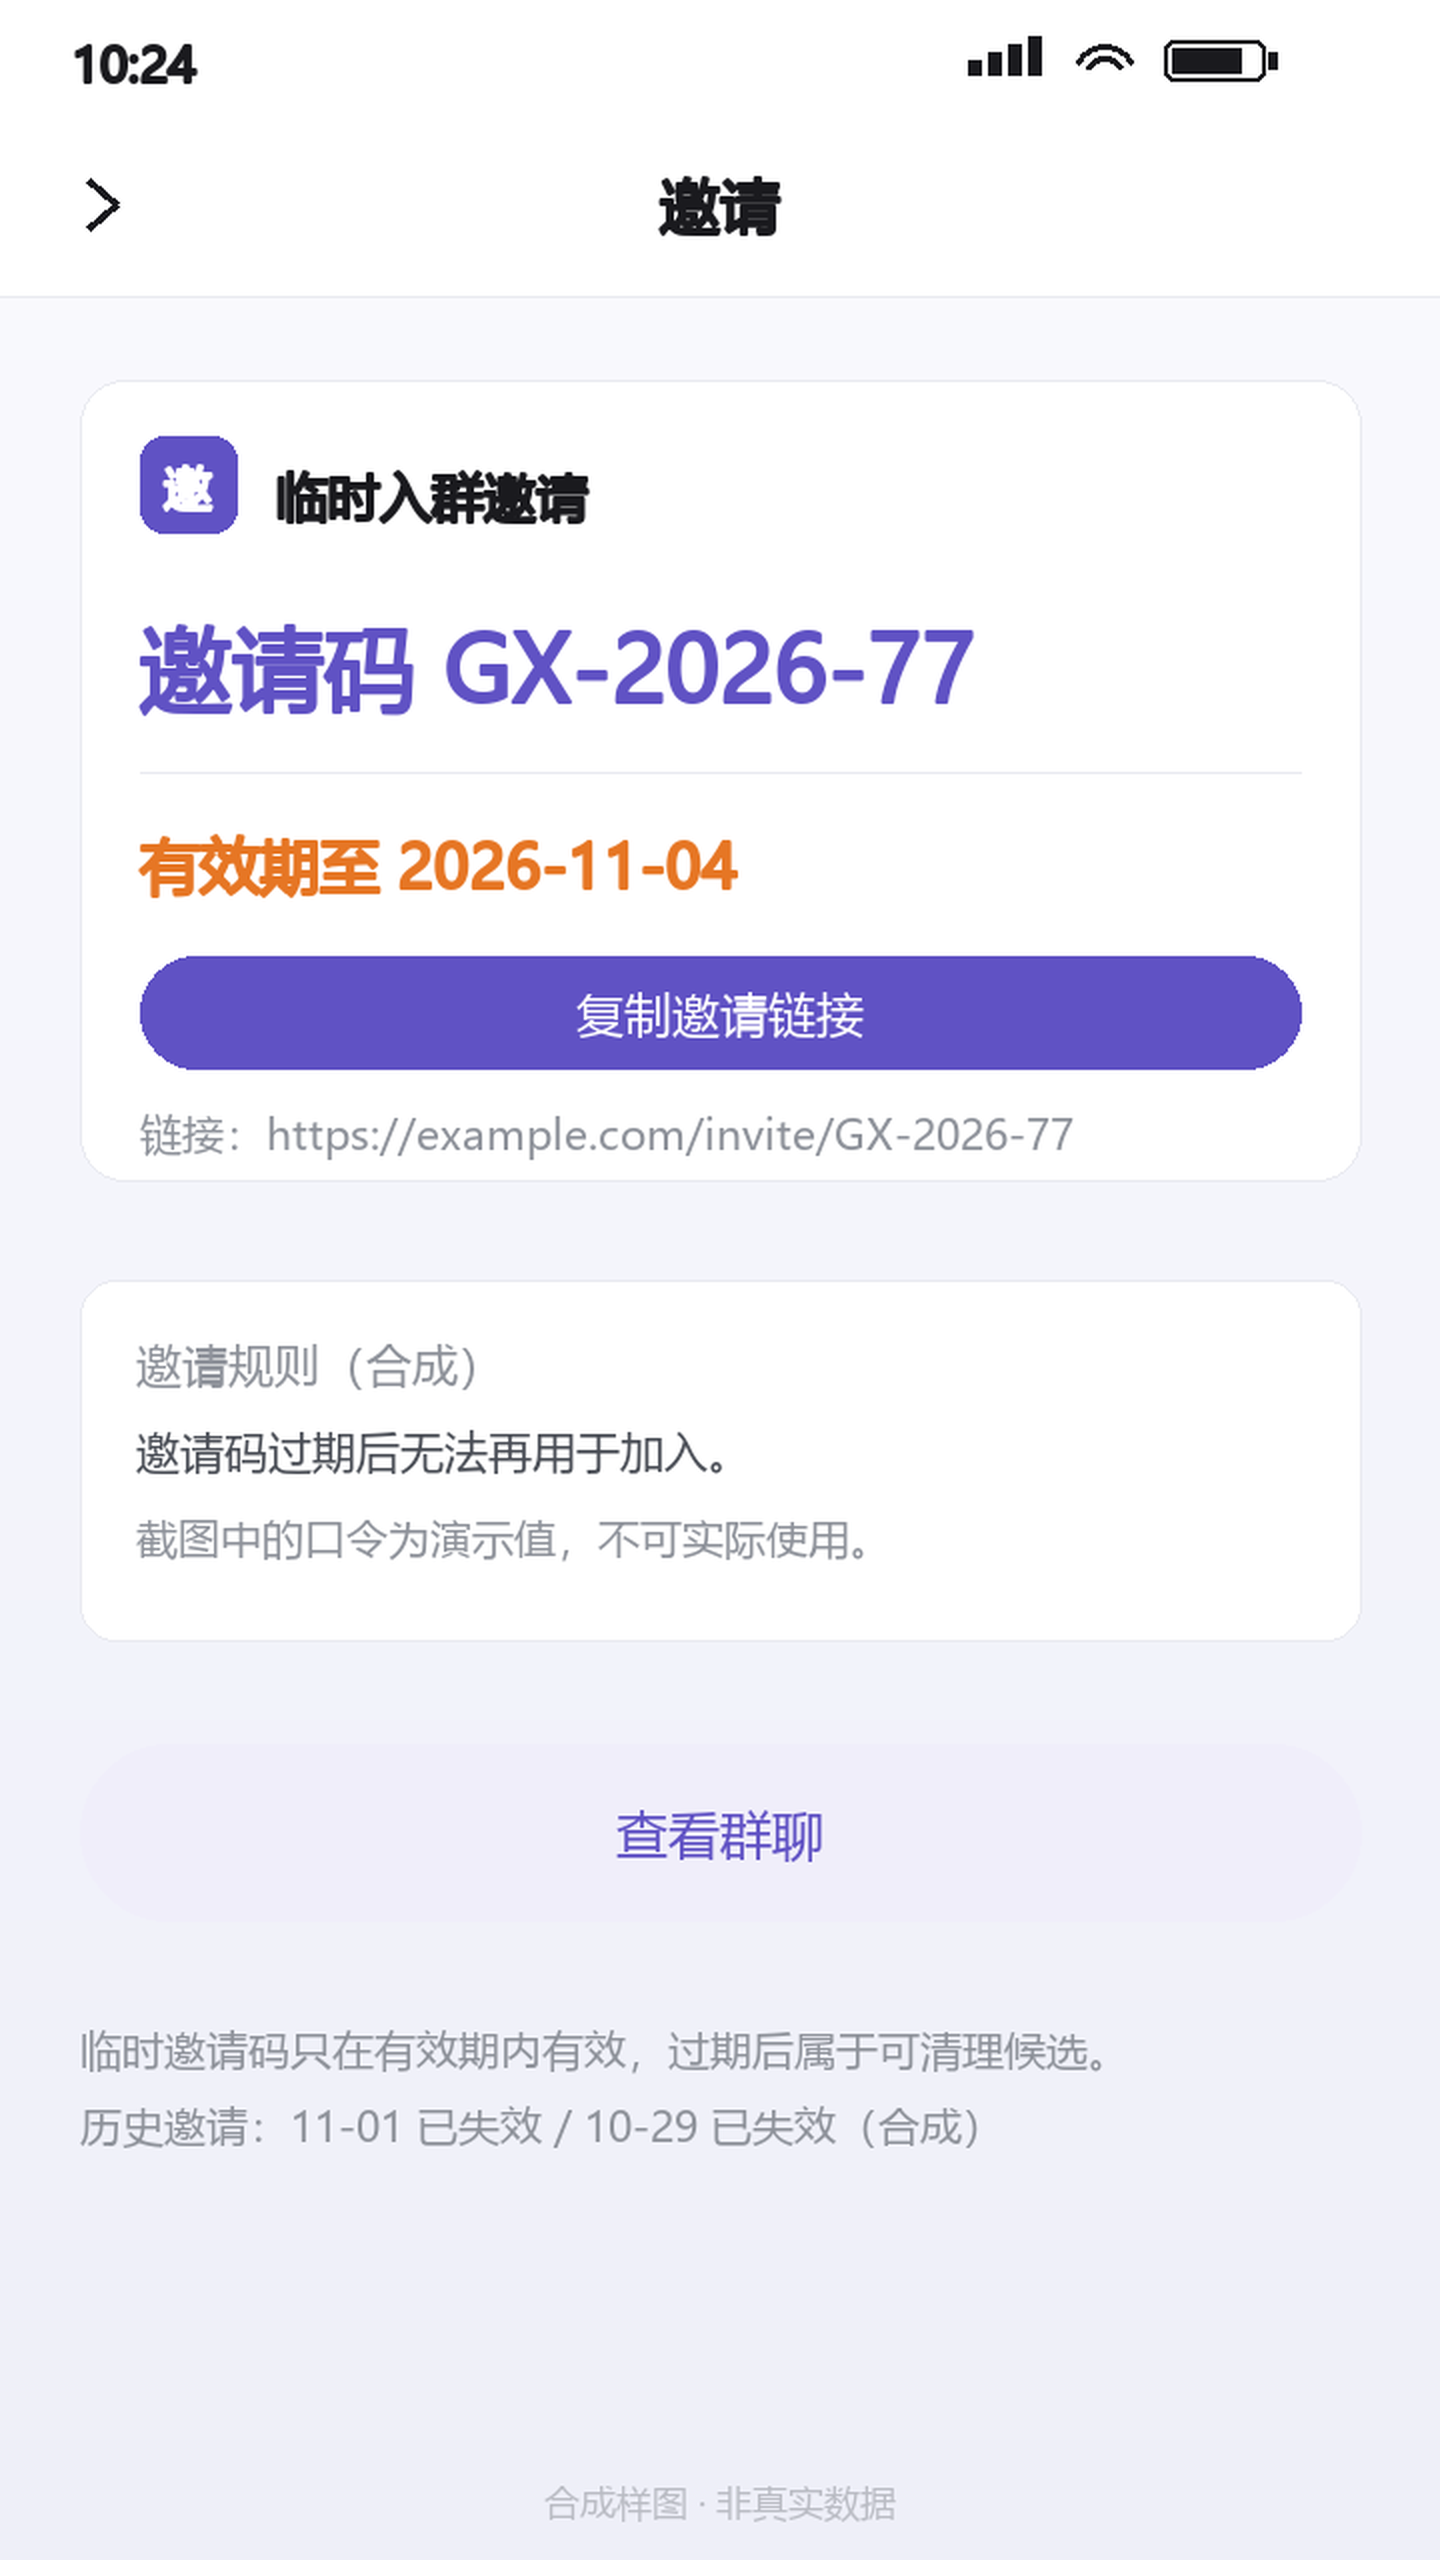 10:24
邀请
邀 临时入群邀请
邀请码 GX-2026-77
有效期至 2026-11-04
复制邀请链接
链接：https://example.com/invite/GX-2026-77
邀请规则（合成）
邀请码过期后无法再用于加入。
截图中的口令为演示值，不可实际使用。
查看群聊
临时邀请码只在有效期内有效，过期后属于可清理候选。
历史邀请：11-01 已失效 / 10-29 已失效（合成）
合成样图 · 非真实数据